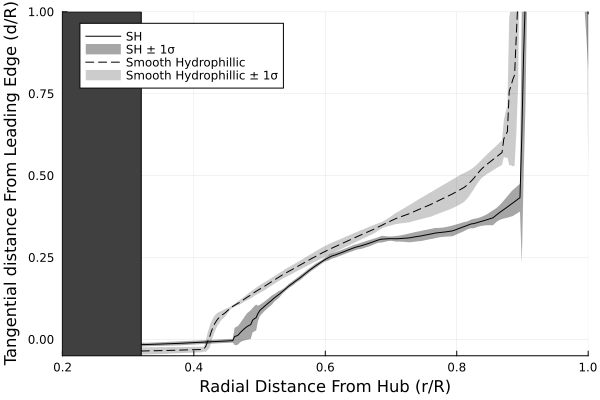 Tangential distance From Leading Edge (d/R)
1.00
0.75
0.50
0.25
0.00
SH
SH ± 1σ
Smooth Hydrophillic
Smooth Hydrophillic ± 1σ
0.2 0.4 0.6 0.8 1.0
Radial Distance From Hub (r/R)